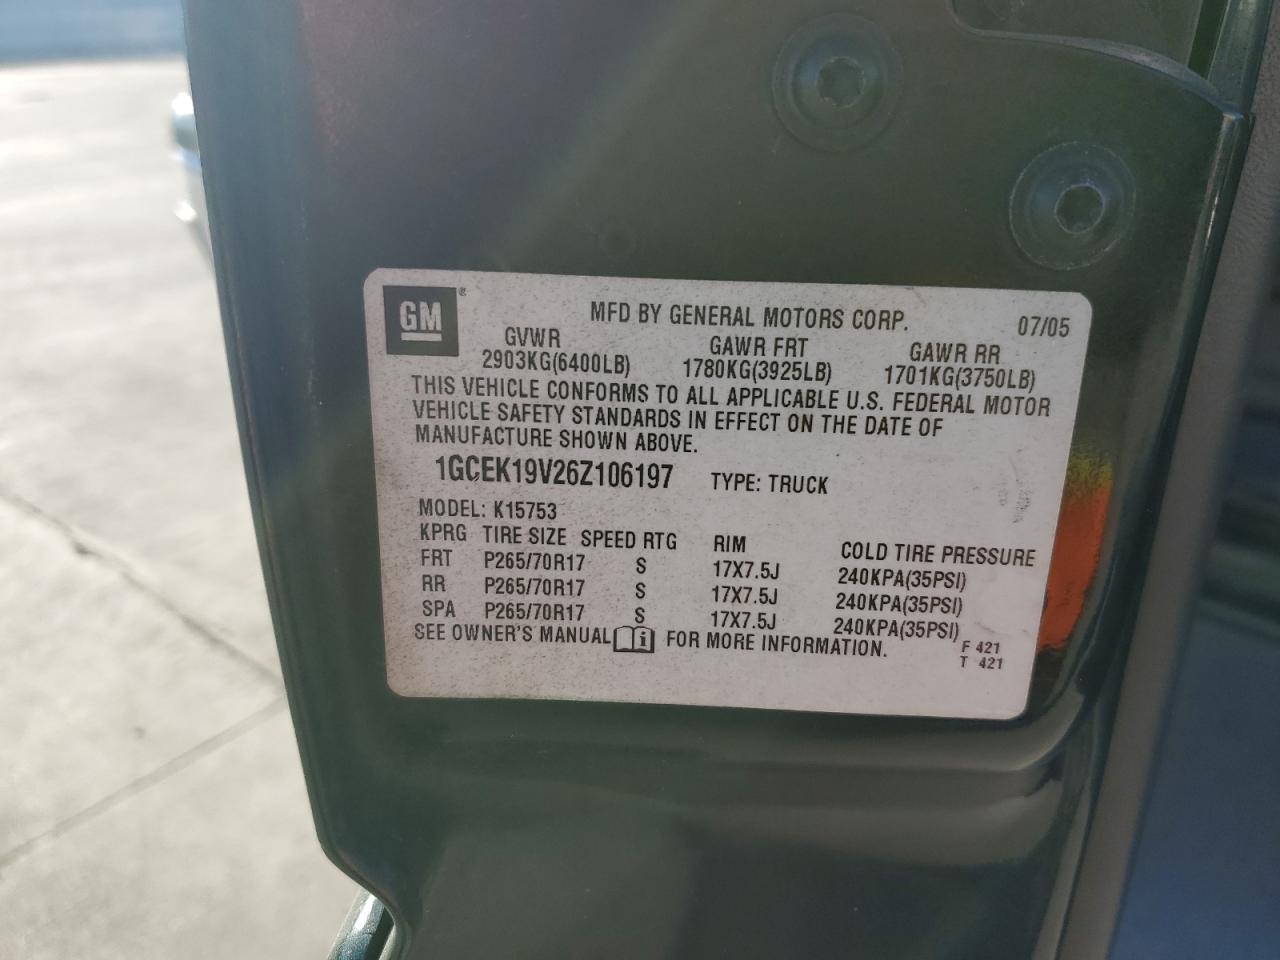 GM®
MFD BY GENERAL MOTORS CORP. 07/05
GVWR GAWR FRT GAWR RR
2903KG(6400LB) 1780KG(3925LB) 1701KG(3750LB)
THIS VEHICLE CONFORMS TO ALL APPLICABLE U.S. FEDERAL MOTOR
VEHICLE SAFETY STANDARDS IN EFFECT ON THE DATE OF
MANUFACTURE SHOWN ABOVE.
1GCEK19V26Z106197 TYPE: TRUCK
MODEL: K15753
KPRG TIRE SIZE SPEED RTG RIM COLD TIRE PRESSURE
FRT P265/70R17 S 17X7.5J 240KPA(35PSI)
RR P265/70R17 S 17X7.5J 240KPA(35PSI)
SPA P265/70R17 S 17X7.5J 240KPA(35PSI)
SEE OWNER'S MANUAL i FOR MORE INFORMATION.
F 421
T 421